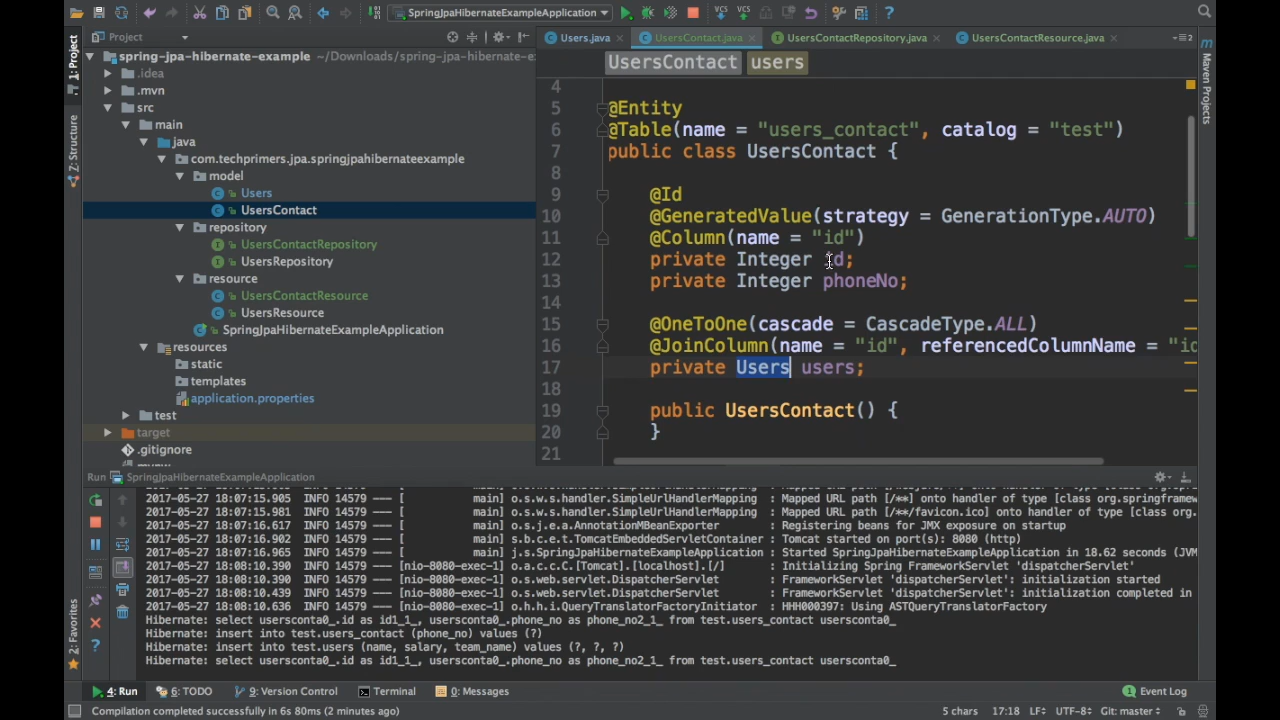 SpringJpaHibernateExampleApplication
Project
Users.java
UsersContact.java
UsersContactRepository.java
UsersContactResource.java
2
1: Project
Z: Structure
2: Favorites
Maven Projects
spring-jpa-hibernate-example ~/Downloads/spring-jpa-hibernate-e
.idea
.mvn
src
main
java
com.techprimers.jpa.springjpahibernateexample
model
Users
UsersContact
repository
UsersContactRepository
UsersRepository
resource
UsersContactResource
UsersResource
SpringJpaHibernateExampleApplication
resources
static
templates
application.properties
test
target
.gitignore
UsersContact users
4
5 @Entity
6 @Table(name = "users_contact", catalog = "test")
7 public class UsersContact {
8
9 @Id
10 @GeneratedValue(strategy = GenerationType.AUTO)
11 @Column(name = "id")
12 private Integer id;
13 private Integer phoneNo;
14
15 @OneToOne(cascade = CascadeType.ALL)
16 @JoinColumn(name = "id", referencedColumnName = "id
17 private Users users;
18
19 public UsersContact() {
20 }
21
Run SpringJpaHibernateExampleApplication
2017-05-27 18:07:15.905 INFO 14579 --- [ main] o.s.w.s.handler.SimpleUrlHandlerMapping : Mapped URL path [/**] onto handler of type [class org.springframew
2017-05-27 18:07:15.981 INFO 14579 --- [ main] o.s.w.s.handler.SimpleUrlHandlerMapping : Mapped URL path [/**/favicon.ico] onto handler of type [class org.
2017-05-27 18:07:16.617 INFO 14579 --- [ main] o.s.j.e.a.AnnotationMBeanExporter : Registering beans for JMX exposure on startup
2017-05-27 18:07:16.902 INFO 14579 --- [ main] s.b.c.e.t.TomcatEmbeddedServletContainer : Tomcat started on port(s): 8080 (http)
2017-05-27 18:07:16.965 INFO 14579 --- [ main] j.s.SpringJpaHibernateExampleApplication : Started SpringJpaHibernateExampleApplication in 18.62 seconds (JVM
2017-05-27 18:08:10.390 INFO 14579 --- [nio-8080-exec-1] o.a.c.c.C.[Tomcat].[localhost].[/] : Initializing Spring FrameworkServlet 'dispatcherServlet'
2017-05-27 18:08:10.390 INFO 14579 --- [nio-8080-exec-1] o.s.web.servlet.DispatcherServlet : FrameworkServlet 'dispatcherServlet': initialization started
2017-05-27 18:08:10.439 INFO 14579 --- [nio-8080-exec-1] o.s.web.servlet.DispatcherServlet : FrameworkServlet 'dispatcherServlet': initialization completed in
2017-05-27 18:08:10.636 INFO 14579 --- [nio-8080-exec-1] o.h.h.i.QueryTranslatorFactoryInitiator : HHH000397: Using ASTQueryTranslatorFactory
Hibernate: select usersconta0_.id as id1_1_, usersconta0_.phone_no as phone_no2_1_ from test.users_contact usersconta0_
Hibernate: insert into test.users_contact (phone_no) values (?)
Hibernate: insert into test.users (name, salary, team_name) values (?, ?, ?)
Hibernate: select usersconta0_.id as id1_1_, usersconta0_.phone_no as phone_no2_1_ from test.users_contact usersconta0_
4: Run 6: TODO 9: Version Control Terminal 0: Messages 1 Event Log
Compilation completed successfully in 6s 80ms (2 minutes ago) 5 chars 17:18 LF UTF-8 Git: master